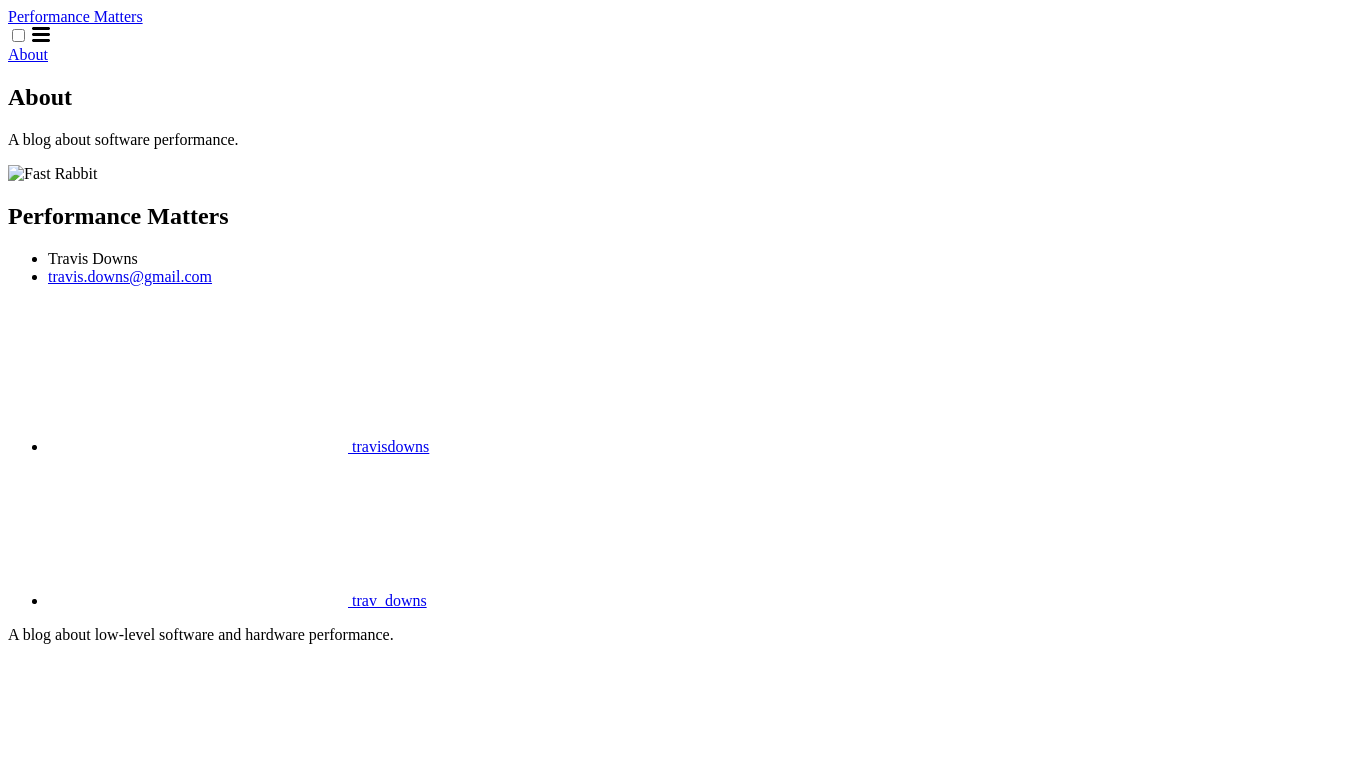 Performance Matters
About
About
A blog about software performance.
Fast Rabbit
Performance Matters
Travis Downs
travis.downs@gmail.com
travisdowns
trav_downs
A blog about low-level software and hardware performance.